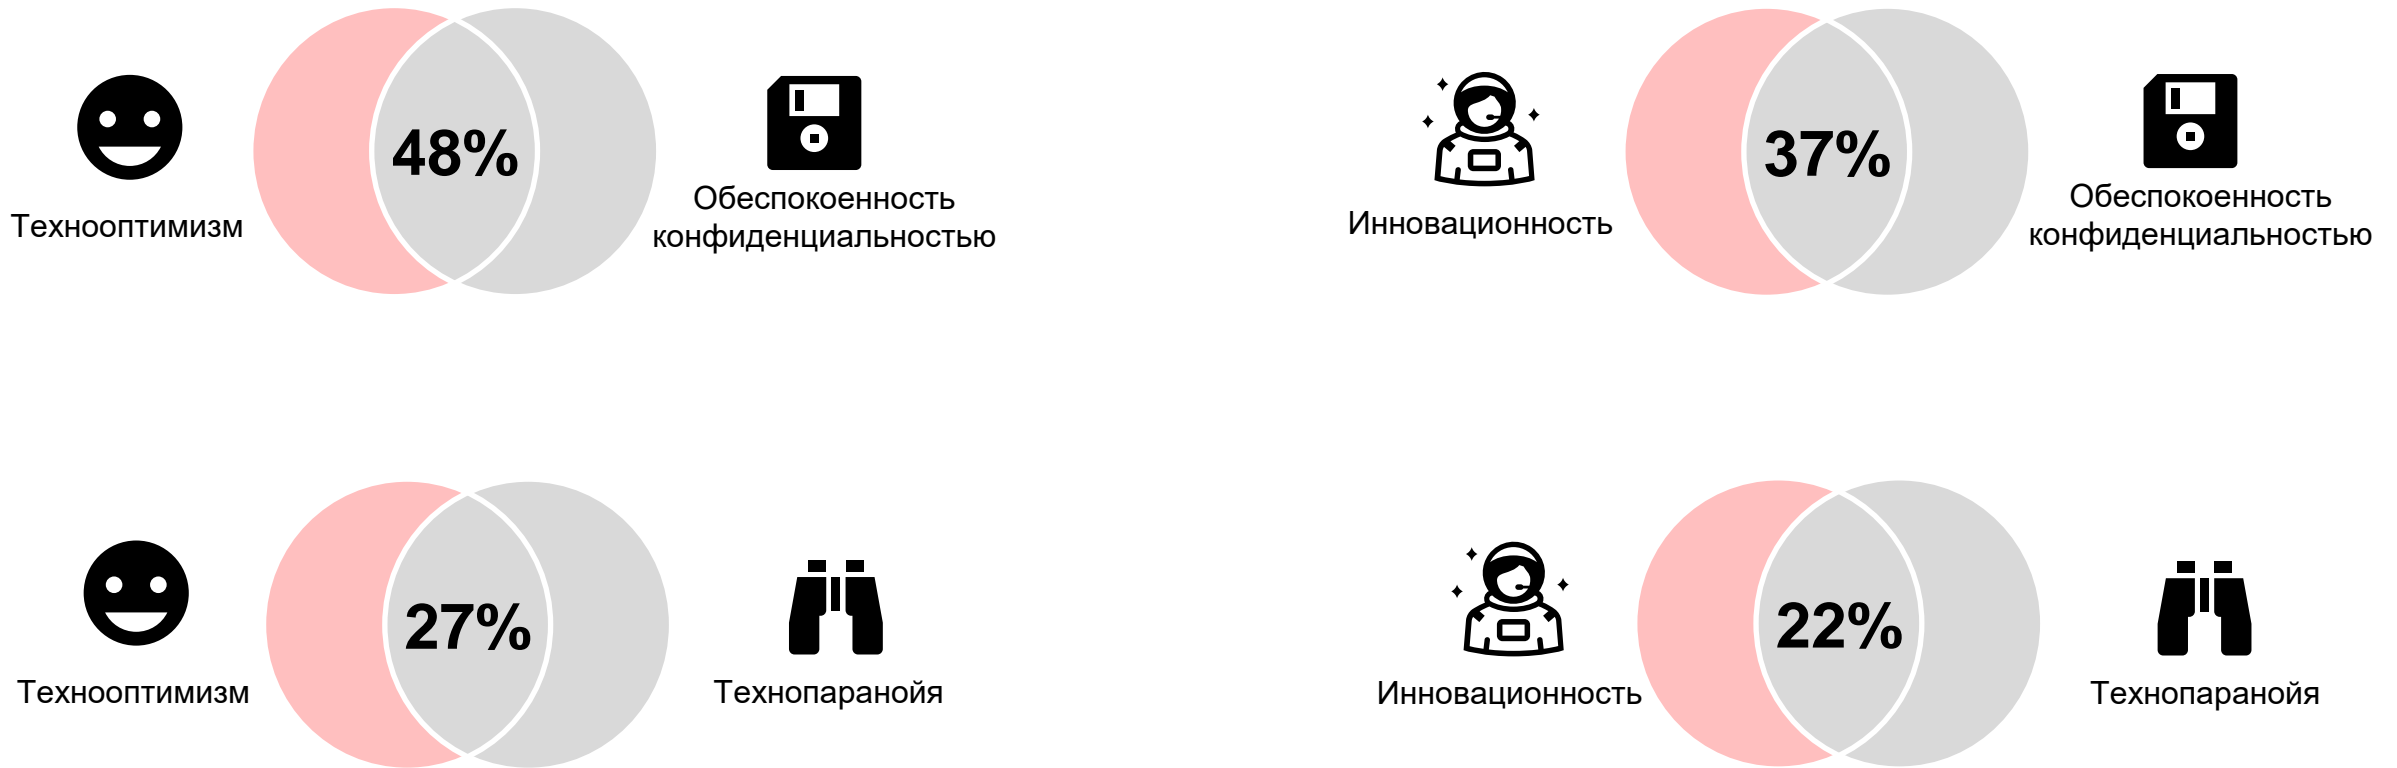 48%
Технооптимизм
Обеспокоенность
конфиденциальностью
37%
Инновационность
Обеспокоенность
конфиденциальностью
27%
Технооптимизм
Технопаранойя
22%
Инновационность
Технопаранойя